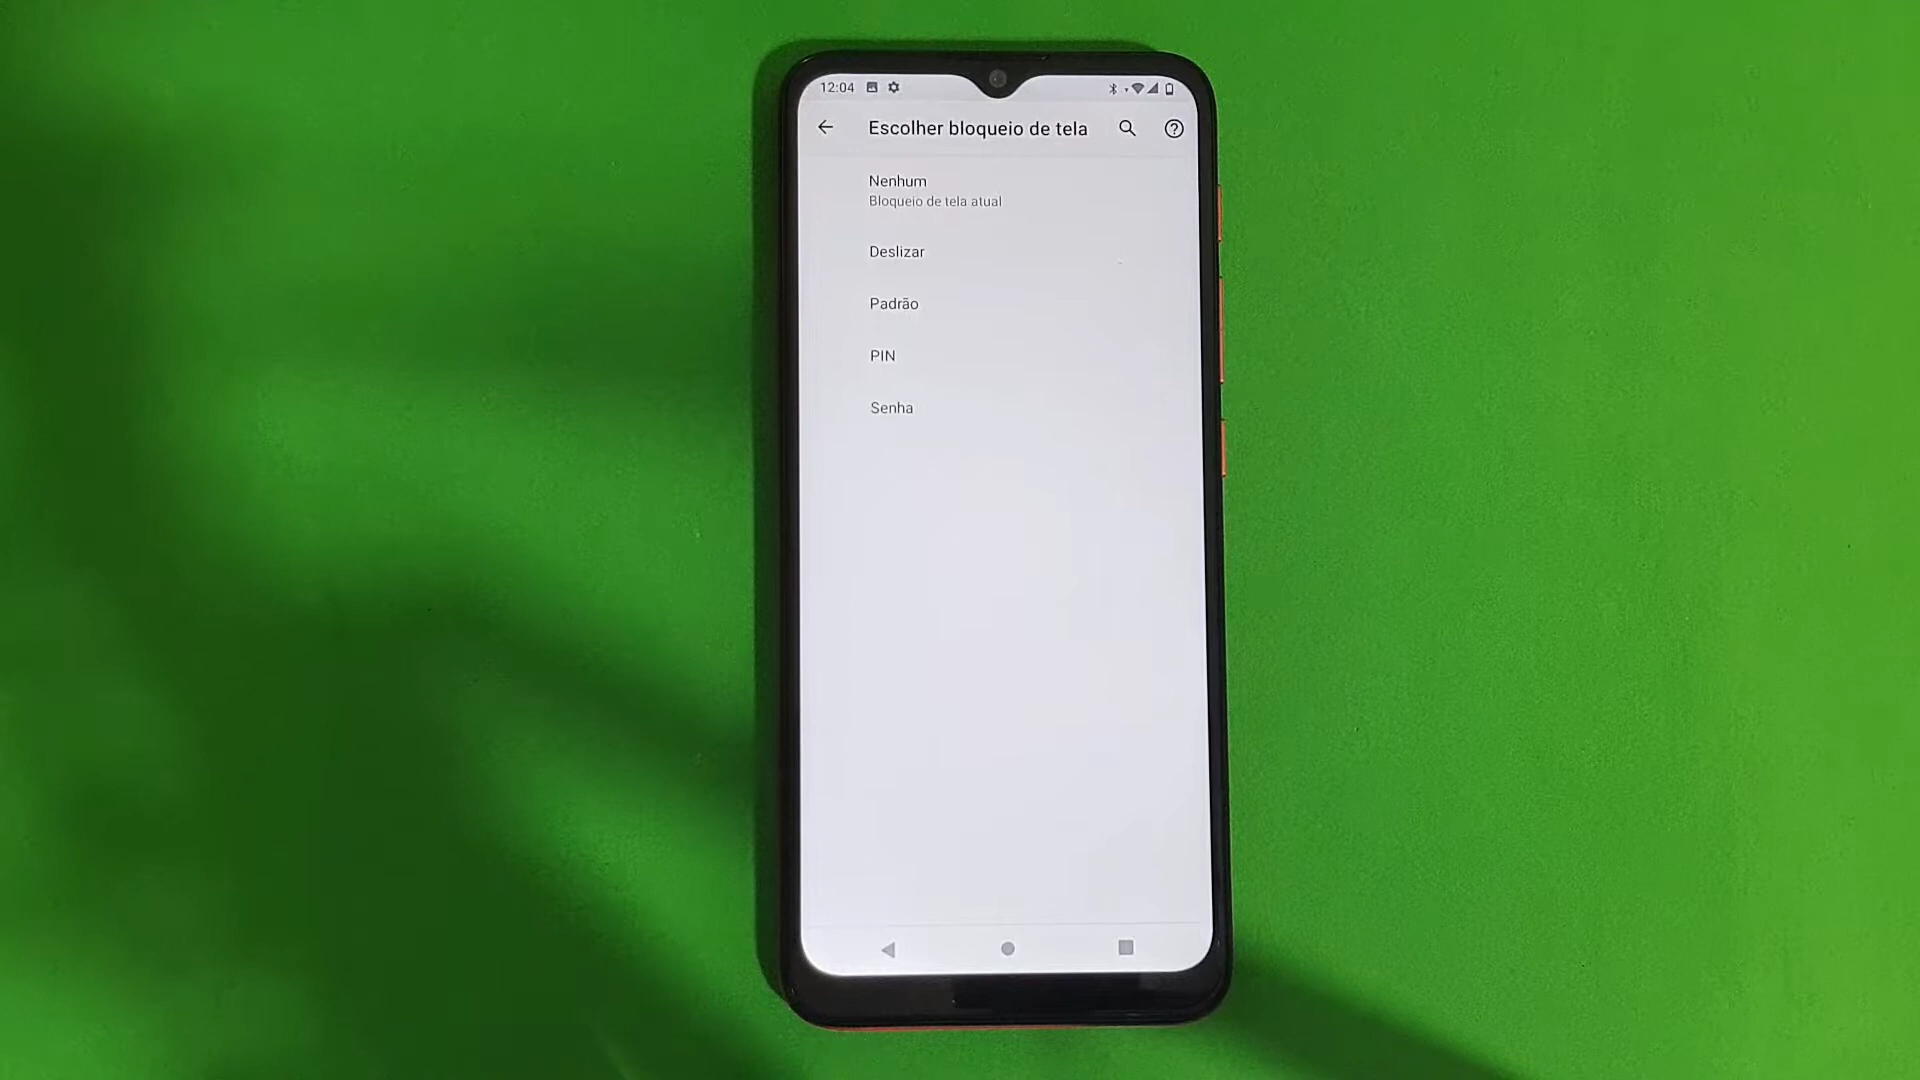 12:04
Escolher bloqueio de tela
Nenhum
Bloqueio de tela atual
Deslizar
Padrão
PIN
Senha